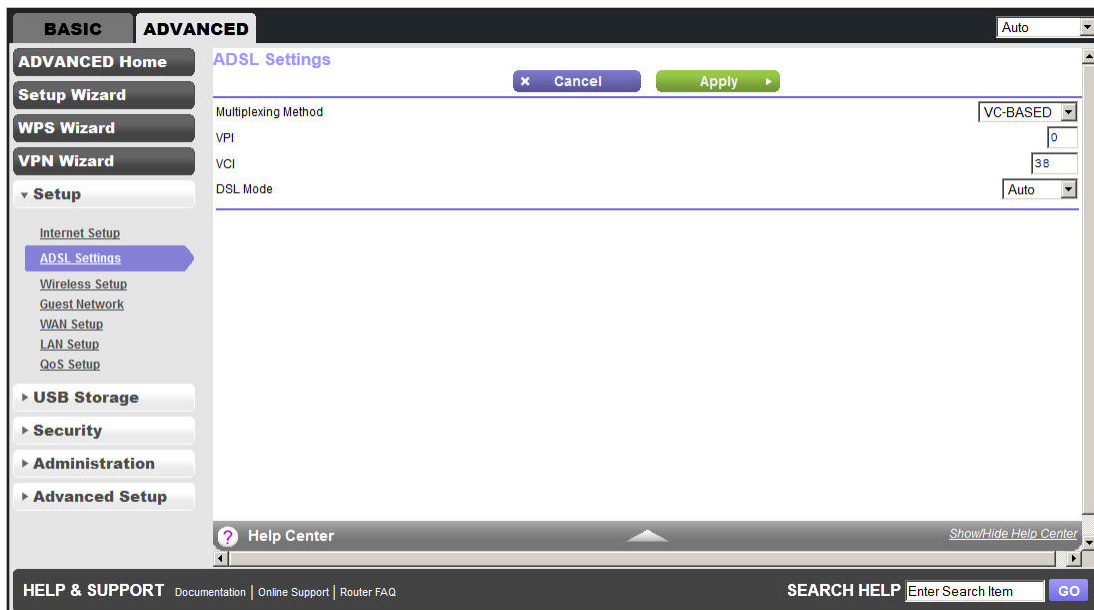 BASIC
ADVANCED
Auto
ADVANCED Home
Setup Wizard
WPS Wizard
VPN Wizard
Setup
Internet Setup
ADSL Settings
Wireless Setup
Guest Network
WAN Setup
LAN Setup
QoS Setup
USB Storage
Security
Administration
Advanced Setup
ADSL Settings
× Cancel
Apply
Multiplexing Method
VC-BASED
VPI
0
VCI
38
DSL Mode
Auto
? Help Center
Show/Hide Help Center
HELP & SUPPORT Documentation | Online Support | Router FAQ
SEARCH HELP Enter Search Item GO